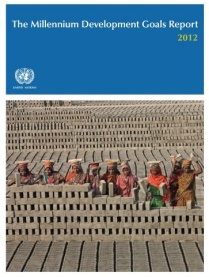 The Millennium Development Goals Report
2012
UNITED NATIONS